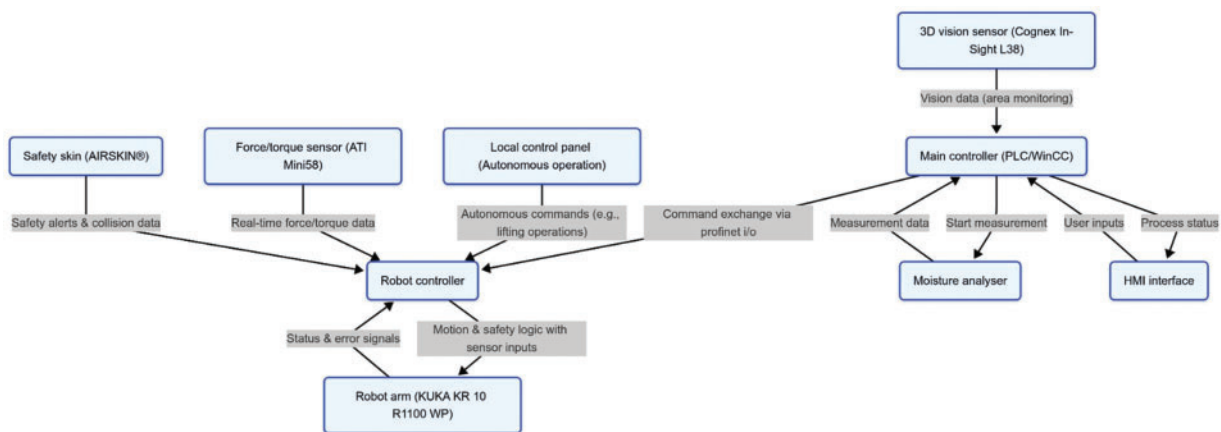 3D vision sensor (Cognex In-
Sight L38)
Vision data (area monitoring)
Safety skin (AIRSKIN®)
Force/torque sensor (ATI
Mini58)
Local control panel
(Autonomous operation)
Main controller (PLC/WinCC)
Safety alerts & collision data
Real-time force/torque data
Autonomous commands (e.g.,
lifting operations)
Command exchange via
profinet i/o
Measurement data
Start measurement
User inputs
Process status
Robot controller
Moisture analyser
HMI interface
Status & error signals
Motion & safety logic with
sensor inputs
Robot arm (KUKA KR 10
R1100 WP)